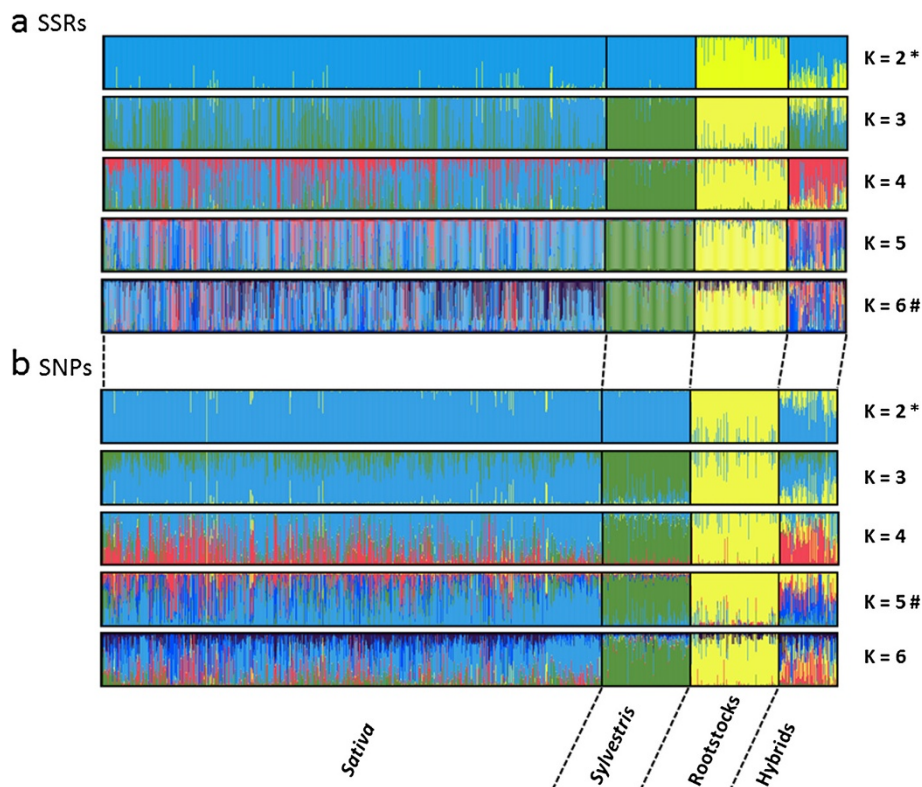 a SSRs
K = 2 *
K = 3
K = 4
K = 5
K = 6 #
b SNPs
K = 2 *
K = 3
K = 4
K = 5 #
K = 6
Sativa
Sylvestris
Rootstocks
Hybrids